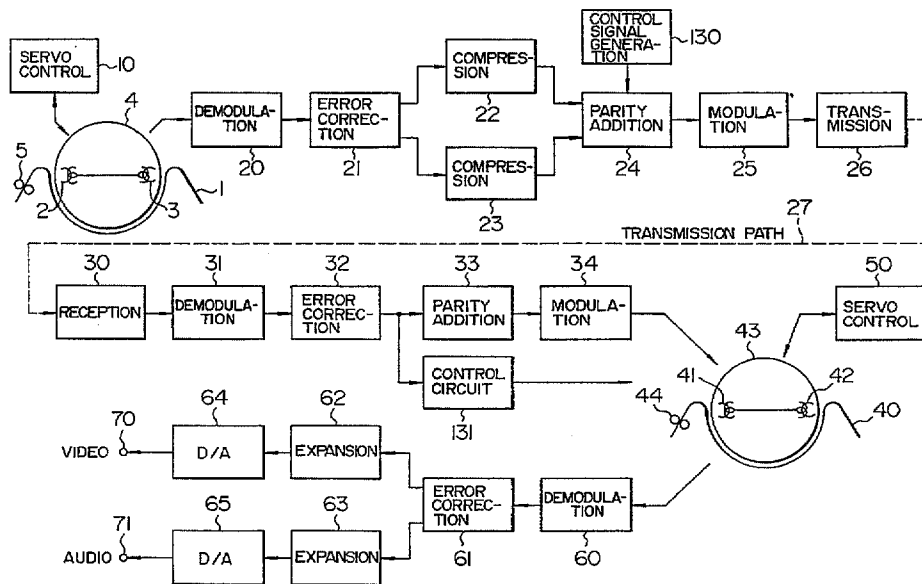 SERVO
CONTROL
10
4
5
2
3
1
DEMODULA-
TION
20
ERROR
CORREC-
TION
21
COMPRES-
SION
22
COMPRES-
SION
23
CONTROL
SIGNAL
GENERA-
TION
130
PARITY
ADDITION
24
MODULA-
TION
25
TRANS-
MISSION
26
TRANSMISSION PATH
27
30
RECEPTION
31
DEMODULA-
TION
32
ERROR
CORREC-
TION
33
PARITY
ADDITION
34
MODULA-
TION
50
SERVO
CONTROL
CONTROL
CIRCUIT
131
43
41
42
44
40
70
VIDEO
64
D/A
62
EXPANSION
71
AUDIO
65
D/A
63
EXPANSION
ERROR
CORREC-
TION
61
DEMODULA-
TION
60